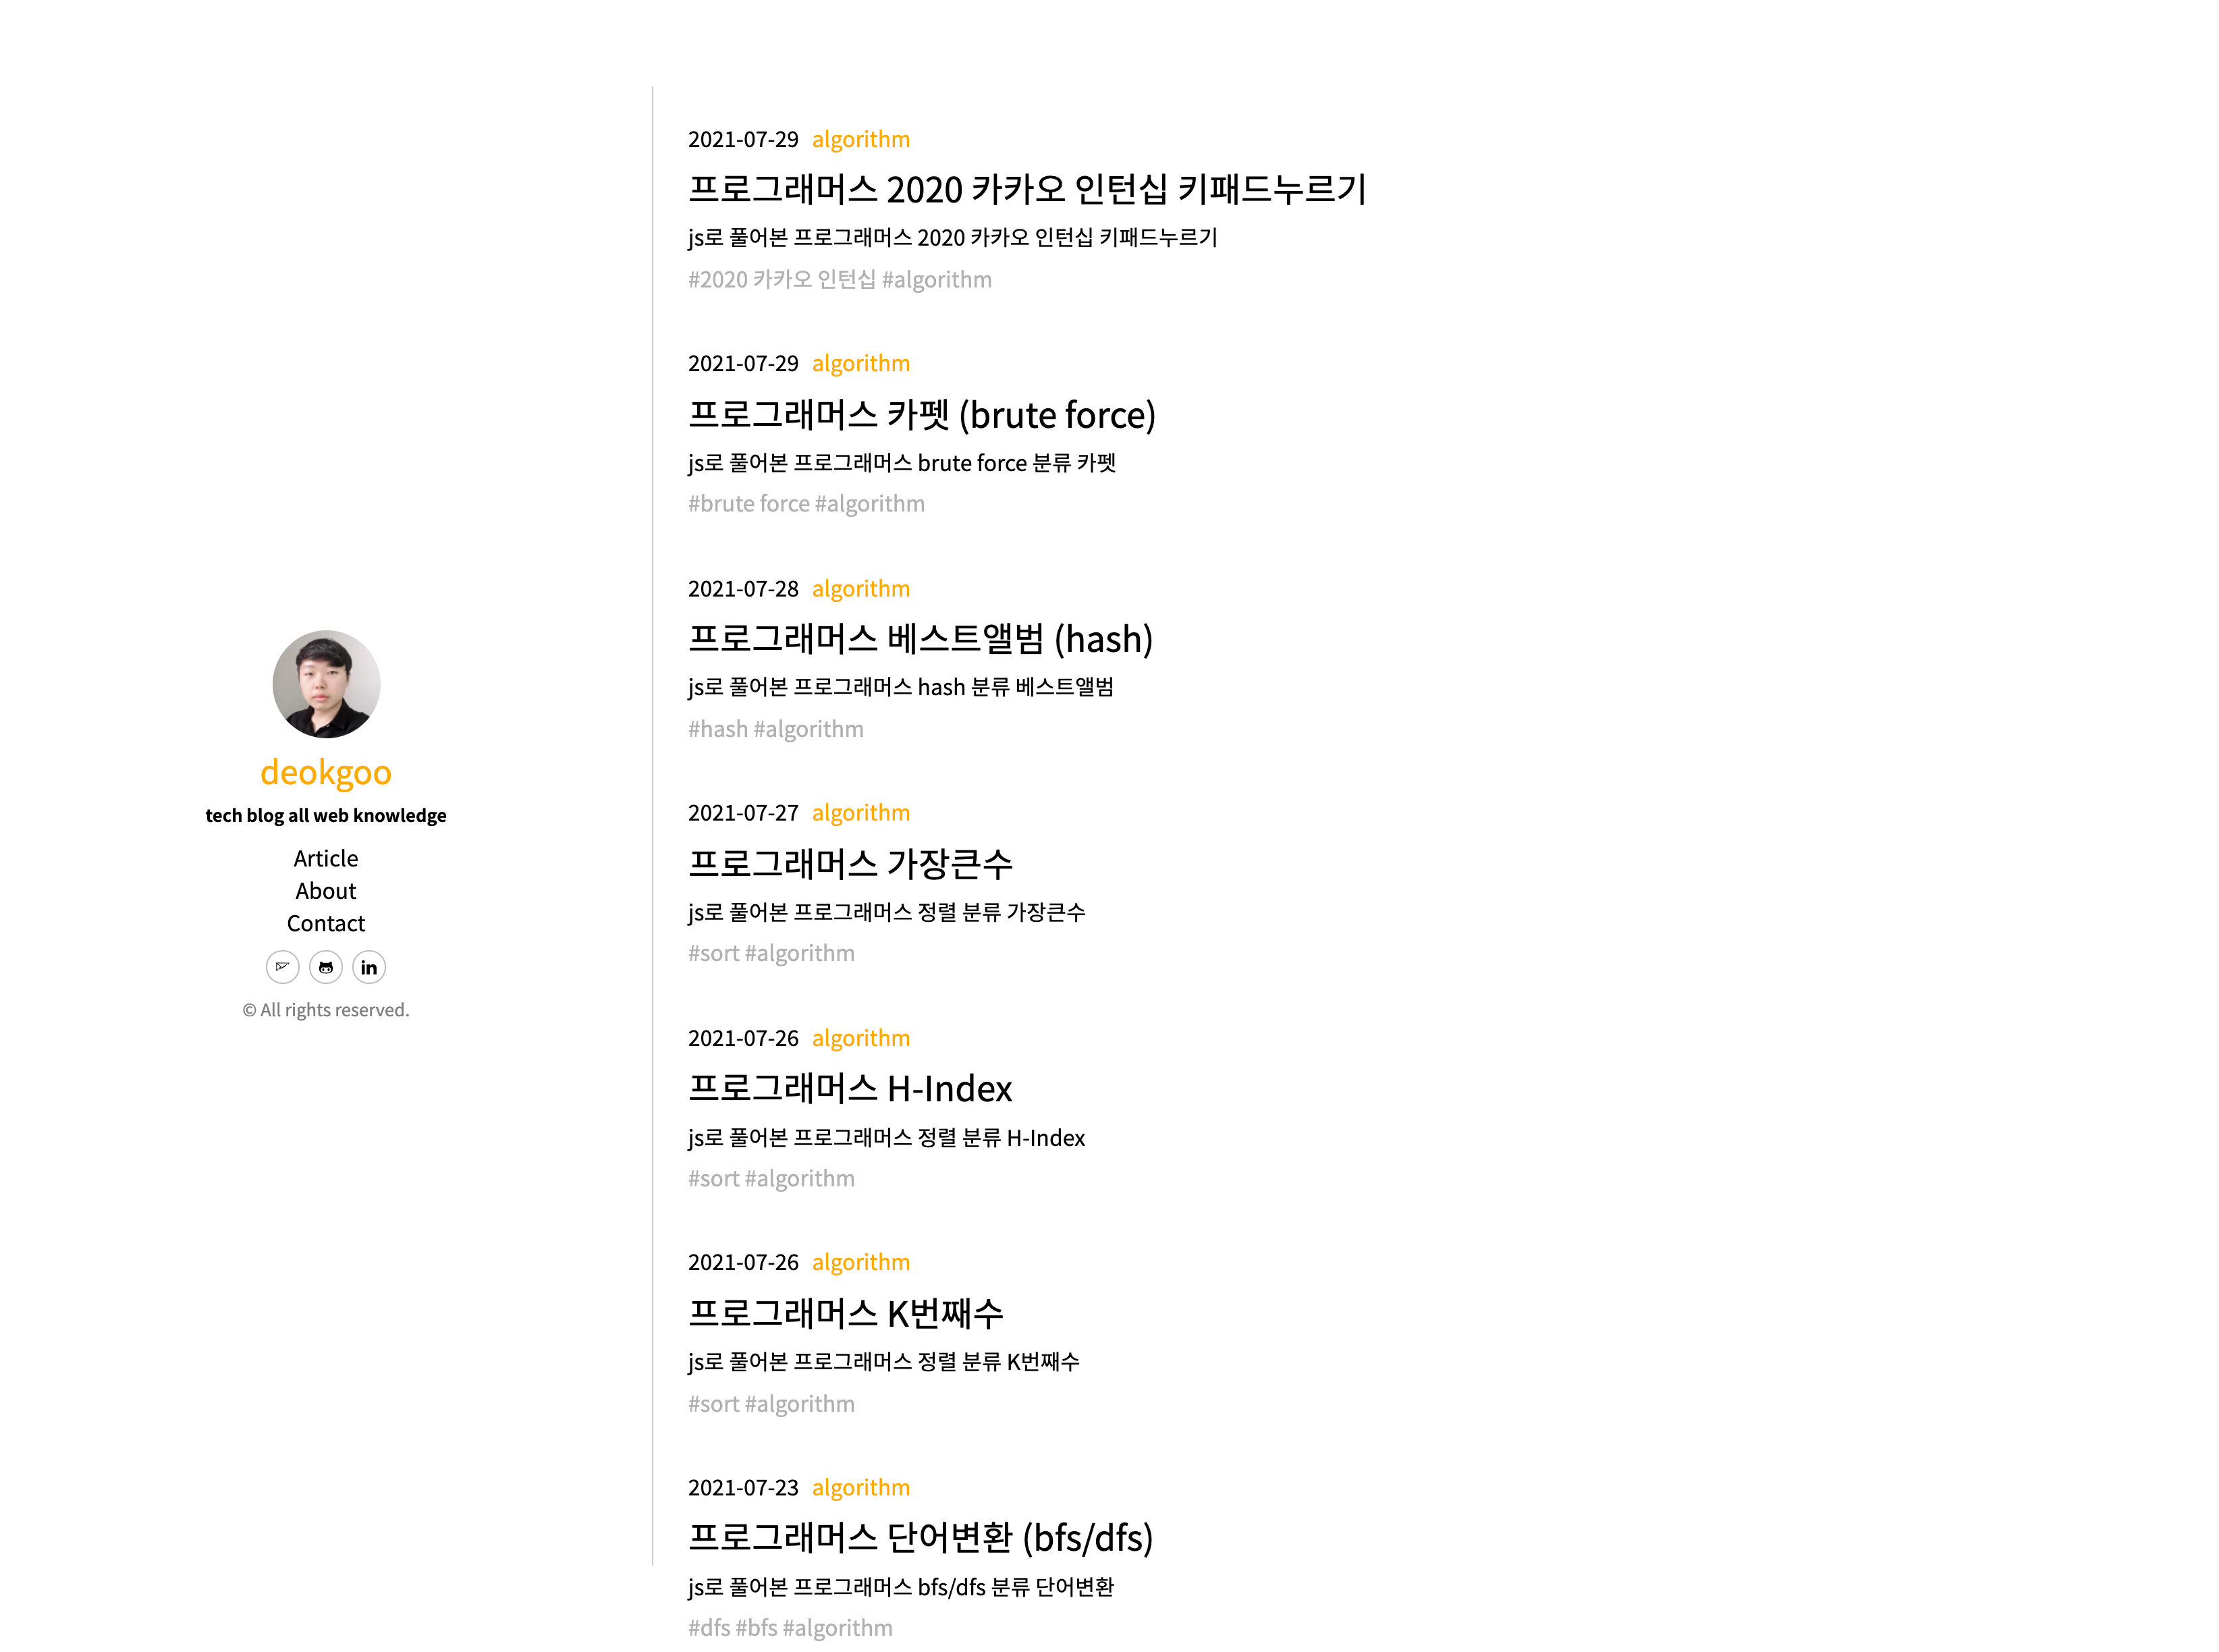 deokgoo
tech blog all web knowledge
Article
About
Contact
in
© All rights reserved.
2021-07-29 algorithm
프로그래머스 2020 카카오 인턴십 키패드누르기
js로 풀어본 프로그래머스 2020 카카오 인턴십 키패드누르기
#2020 카카오 인턴십 #algorithm
2021-07-29 algorithm
프로그래머스 카펫 (brute force)
js로 풀어본 프로그래머스 brute force 분류 카펫
#brute force #algorithm
2021-07-28 algorithm
프로그래머스 베스트앨범 (hash)
js로 풀어본 프로그래머스 hash 분류 베스트앨범
#hash #algorithm
2021-07-27 algorithm
프로그래머스 가장큰수
js로 풀어본 프로그래머스 정렬 분류 가장큰수
#sort #algorithm
2021-07-26 algorithm
프로그래머스 H-Index
js로 풀어본 프로그래머스 정렬 분류 H-Index
#sort #algorithm
2021-07-26 algorithm
프로그래머스 K번째수
js로 풀어본 프로그래머스 정렬 분류 K번째수
#sort #algorithm
2021-07-23 algorithm
프로그래머스 단어변환 (bfs/dfs)
js로 풀어본 프로그래머스 bfs/dfs 분류 단어변환
#dfs #bfs #algorithm